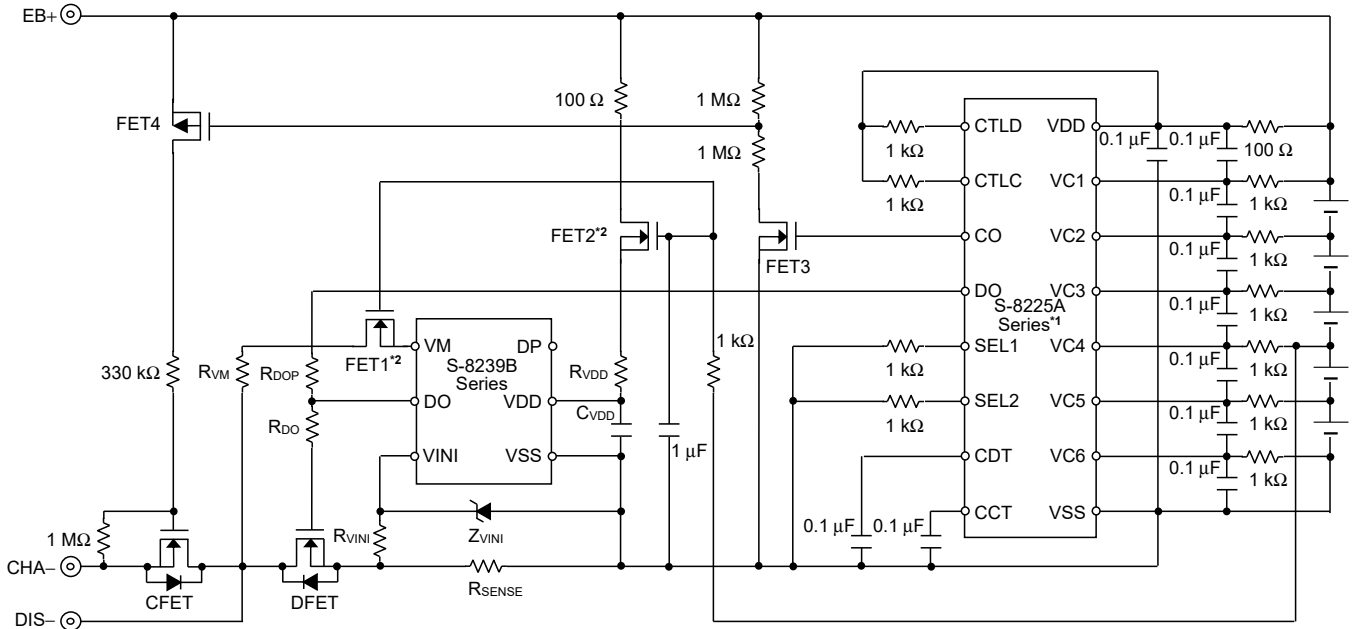 EB+
FET4
330 kΩ
1 MΩ
CHA−
CFET
DIS−
RVM
RDOP
RDO
DFET
FET1*2
VM
DP
S-8239B
Series
DO
VDD
VINI
VSS
RVINI
ZVINI
RSENSE
100 Ω
FET2*2
RVDD
CVDD
1 µF
1 kΩ
1 MΩ
1 MΩ
FET3
S-8225A
Series*1
CTLD
CTLC
CO
DO
SEL1
SEL2
CDT
CCT
VDD
VC1
VC2
VC3
VC4
VC5
VC6
VSS
1 kΩ
1 kΩ
1 kΩ
1 kΩ
0.1 µF
0.1 µF
0.1 µF
0.1 µF
100 Ω
0.1 µF
1 kΩ
0.1 µF
1 kΩ
0.1 µF
1 kΩ
0.1 µF
1 kΩ
0.1 µF
1 kΩ
0.1 µF
1 kΩ